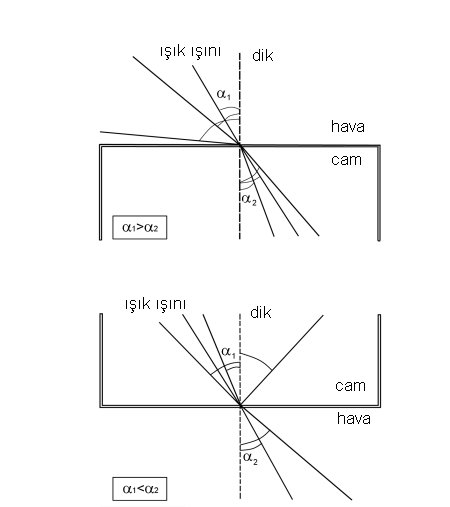 ışık ışını
dik
α1
hava
cam
α2
α1>α2
ışık ışını
dik
α1
cam
hava
α2
α1<α2